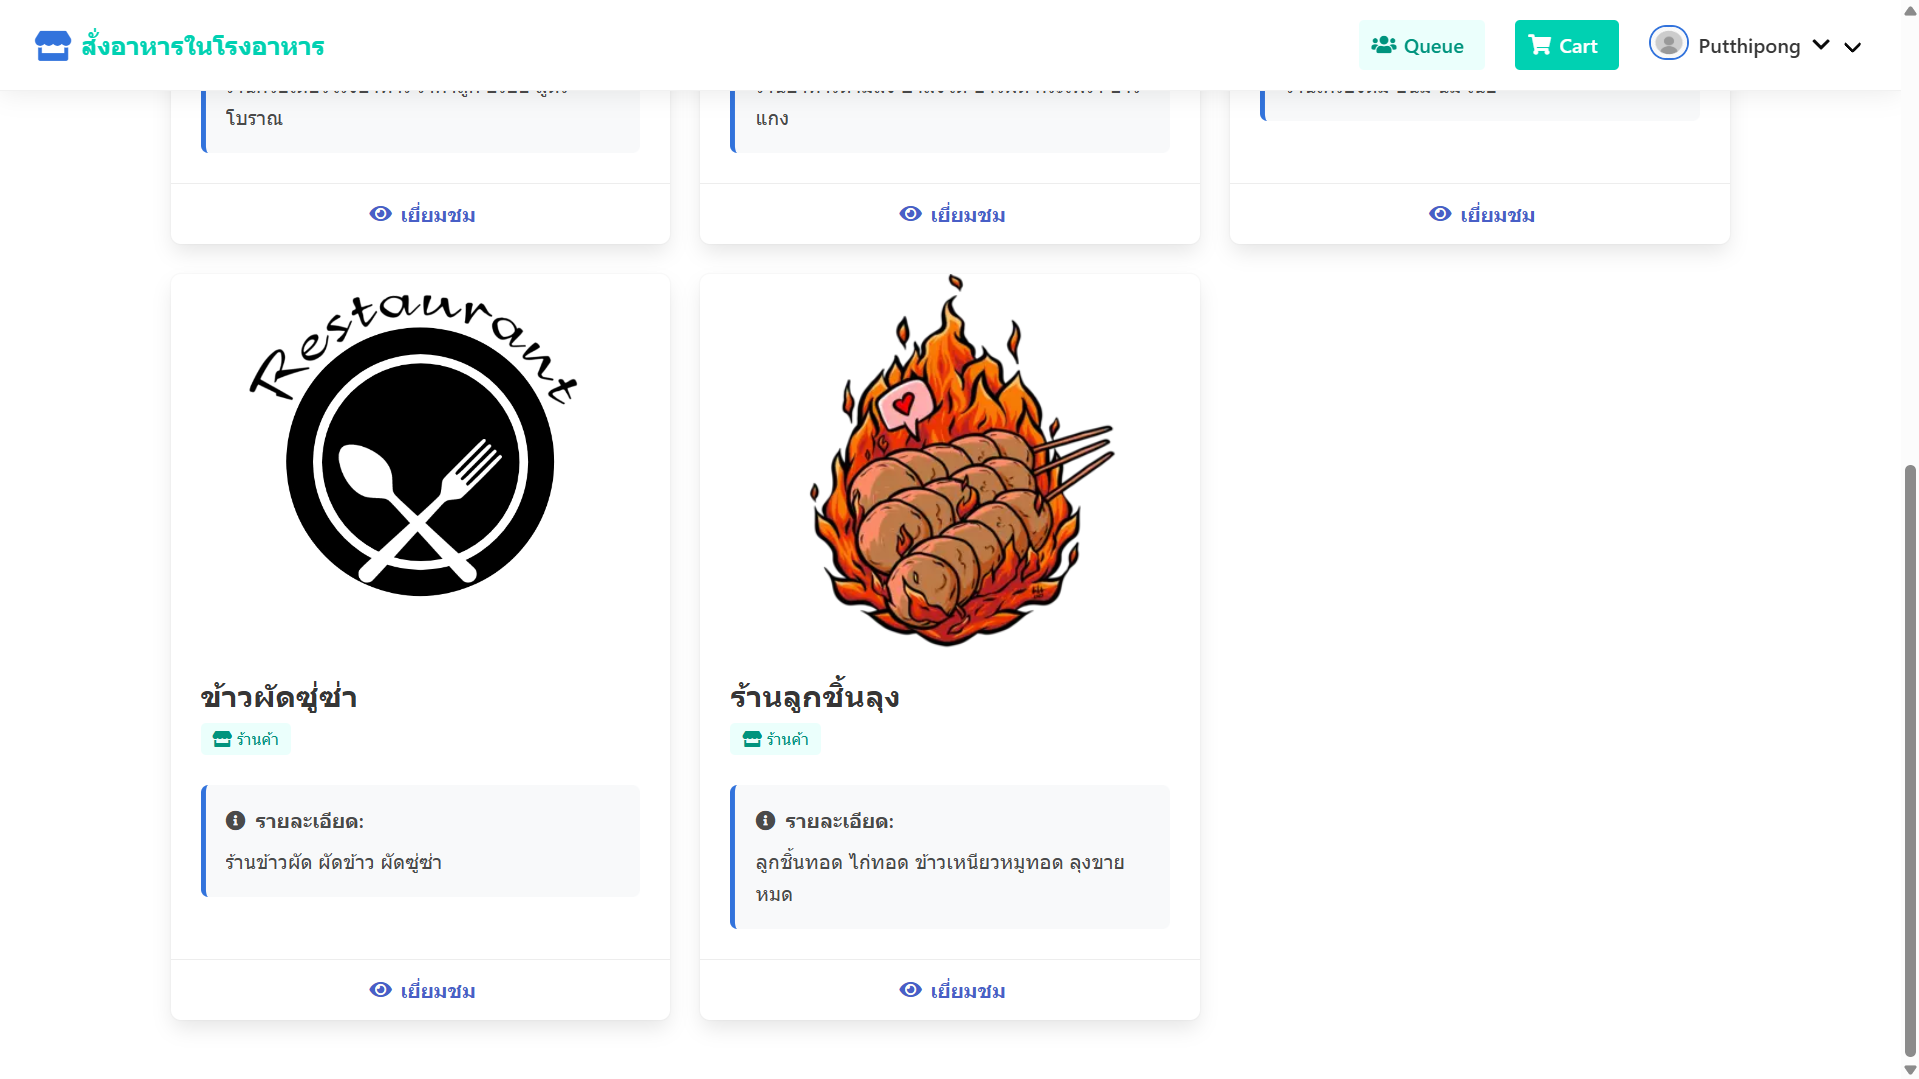 สั่งอาหารในโรงอาหาร
Queue
Cart
Putthipong
โบราณ
แกง
เยี่ยมชม
เยี่ยมชม
เยี่ยมชม
Restaurant
ข้าวผัดซู่ซ่า
ร้านค้า
รายละเอียด:
ร้านข้าวผัด ผัดข้าว ผัดซู่ซ่า
เยี่ยมชม
ร้านลูกชิ้นลุง
ร้านค้า
รายละเอียด:
ลูกชิ้นทอด ไก่ทอด ข้าวเหนียวหมูทอด ลุงขาย
หมด
เยี่ยมชม